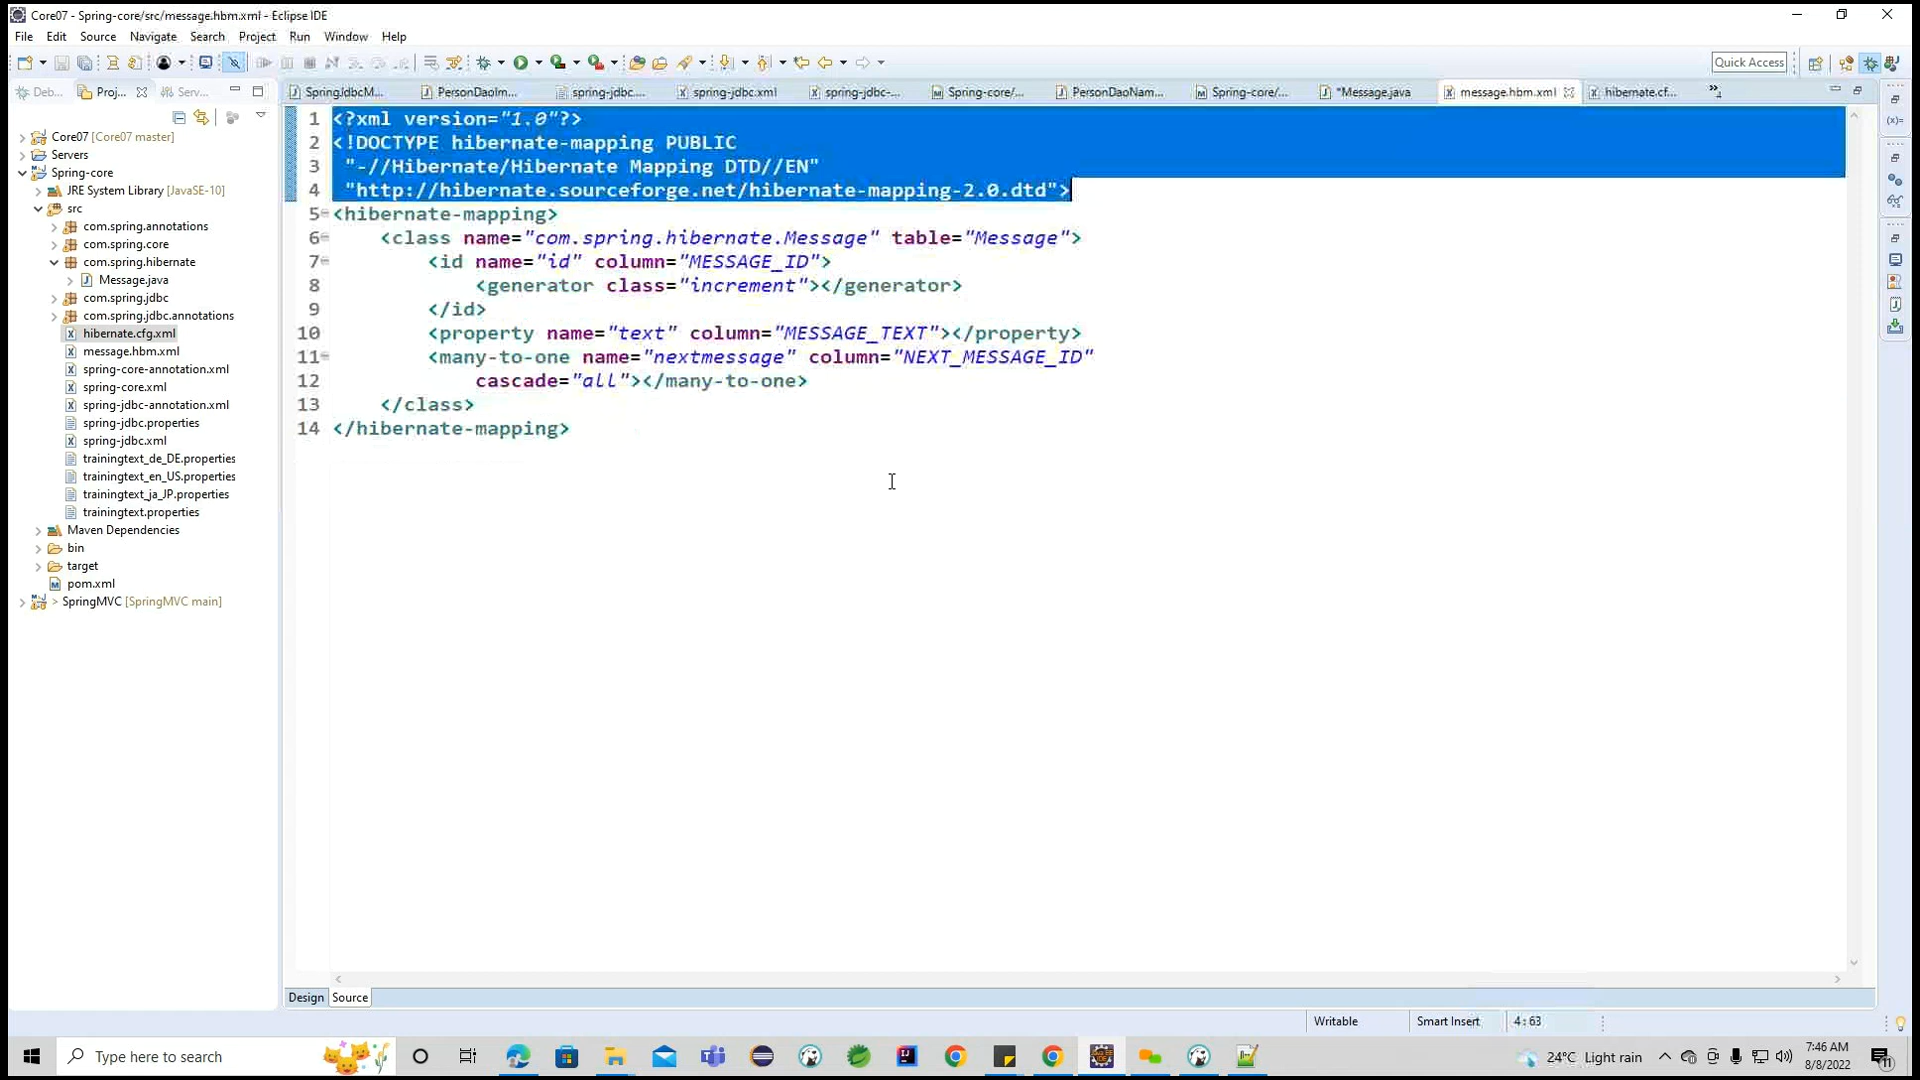 Core07 - Spring-core/src/message.hbm.xml - Eclipse IDE
File Edit Source Navigate Search Project Run Window Help
Quick Access
Deb... Proj... Serv...
SpringJdbcM... PersonDaoIm... spring-jdbc.... spring-jdbc.xml spring-jdbc-... Spring-core/... PersonDaoNam... Spring-core/... *Message.java message.hbm.xml hibernate.cf...
Core07 [Core07 master]
Servers
Spring-core
JRE System Library [JavaSE-10]
src
com.spring.annotations
com.spring.core
com.spring.hibernate
Message.java
com.spring.jdbc
com.spring.jdbc.annotations
hibernate.cfg.xml
message.hbm.xml
spring-core-annotation.xml
spring-core.xml
spring-jdbc-annotation.xml
spring-jdbc.properties
spring-jdbc.xml
trainingtext_de_DE.properties
trainingtext_en_US.properties
trainingtext_ja_JP.properties
trainingtext.properties
Maven Dependencies
bin
target
pom.xml
> SpringMVC [SpringMVC main]
1 <?xml version="1.0"?>
2 <!DOCTYPE hibernate-mapping PUBLIC
3 "-//Hibernate/Hibernate Mapping DTD//EN"
4 "http://hibernate.sourceforge.net/hibernate-mapping-2.0.dtd">
5 <hibernate-mapping>
6 <class name="com.spring.hibernate.Message" table="Message">
7 <id name="id" column="MESSAGE_ID">
8 <generator class="increment"></generator>
9 </id>
10 <property name="text" column="MESSAGE_TEXT"></property>
11 <many-to-one name="nextmessage" column="NEXT_MESSAGE_ID"
12 cascade="all"></many-to-one>
13 </class>
14 </hibernate-mapping>
Design Source
Writable Smart Insert 4:63
Type here to search
24°C Light rain
7:46 AM
8/8/2022
11